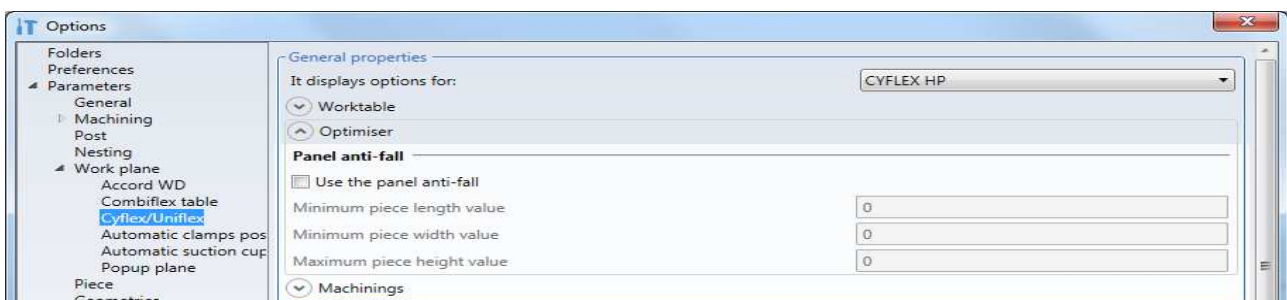 Options
Folders
Preferences
Parameters
General
Machining
Post
Nesting
Work plane
Accord WD
Combiflex table
Cyflex/Uniflex
Automatic clamps pos
Automatic suction cup
Popup plane
Piece
Geometries
General properties
It displays options for: CYFLEX HP
Worktable
Optimiser
Panel anti-fall
Use the panel anti-fall
Minimum piece length value 0
Minimum piece width value 0
Maximum piece height value 0
Machinings